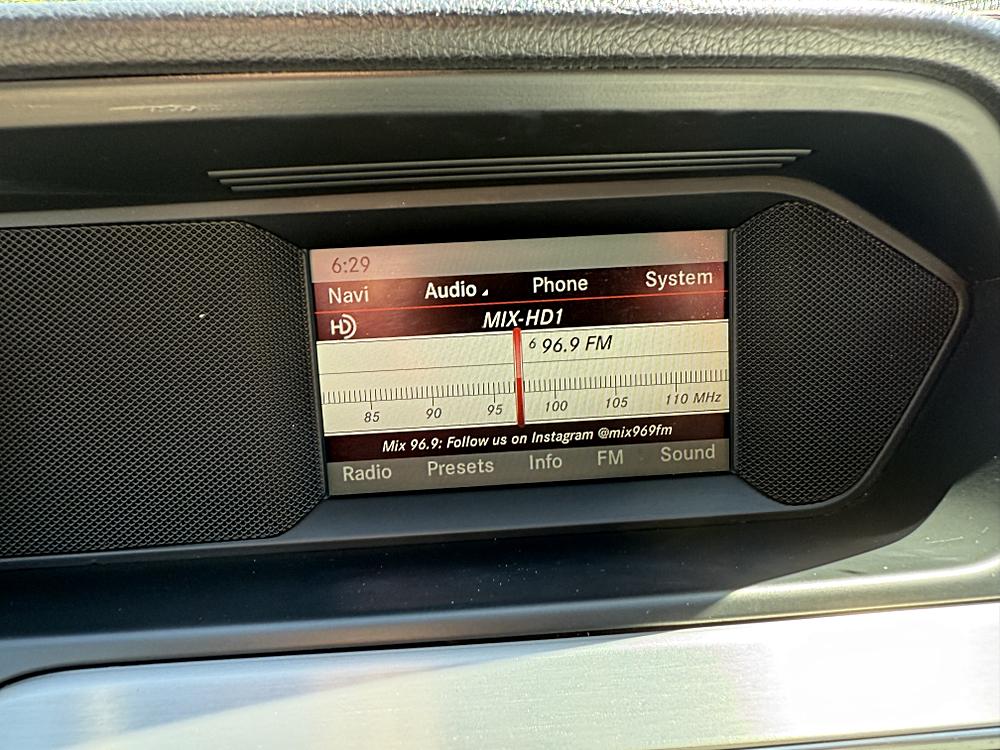 6:29
Navi Audio Phone System
HD MIX-HD1
6 96.9 FM
85 90 95 100 105 110 MHz
Mix 96.9: Follow us on Instagram @mix969fm
Radio Presets Info FM Sound